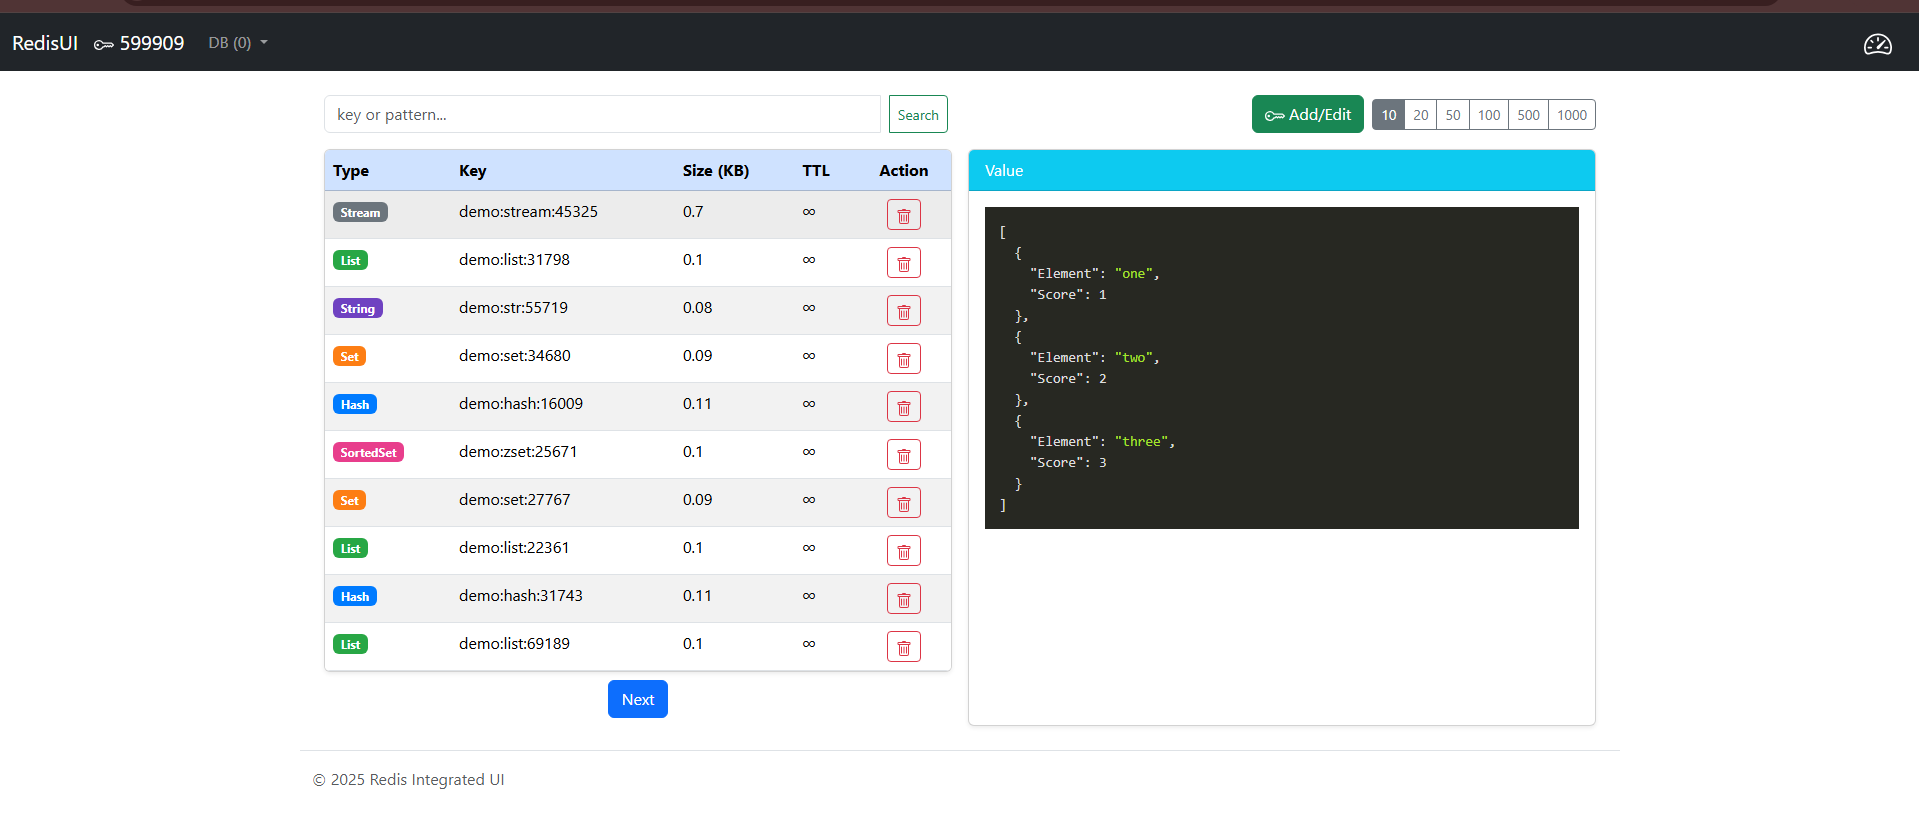 RedisUI 599909 DB (0)
key or pattern... Search Add/Edit 10 20 50 100 500 1000
Type Key Size (KB) TTL Action
Stream demo:stream:45325 0.7 ∞
List demo:list:31798 0.1 ∞
String demo:str:55719 0.08 ∞
Set demo:set:34680 0.09 ∞
Hash demo:hash:16009 0.11 ∞
SortedSet demo:zset:25671 0.1 ∞
Set demo:set:27767 0.09 ∞
List demo:list:22361 0.1 ∞
Hash demo:hash:31743 0.11 ∞
List demo:list:69189 0.1 ∞
Next
Value
[
  {
    "Element": "one",
    "Score": 1
  },
  {
    "Element": "two",
    "Score": 2
  },
  {
    "Element": "three",
    "Score": 3
  }
]
© 2025 Redis Integrated UI